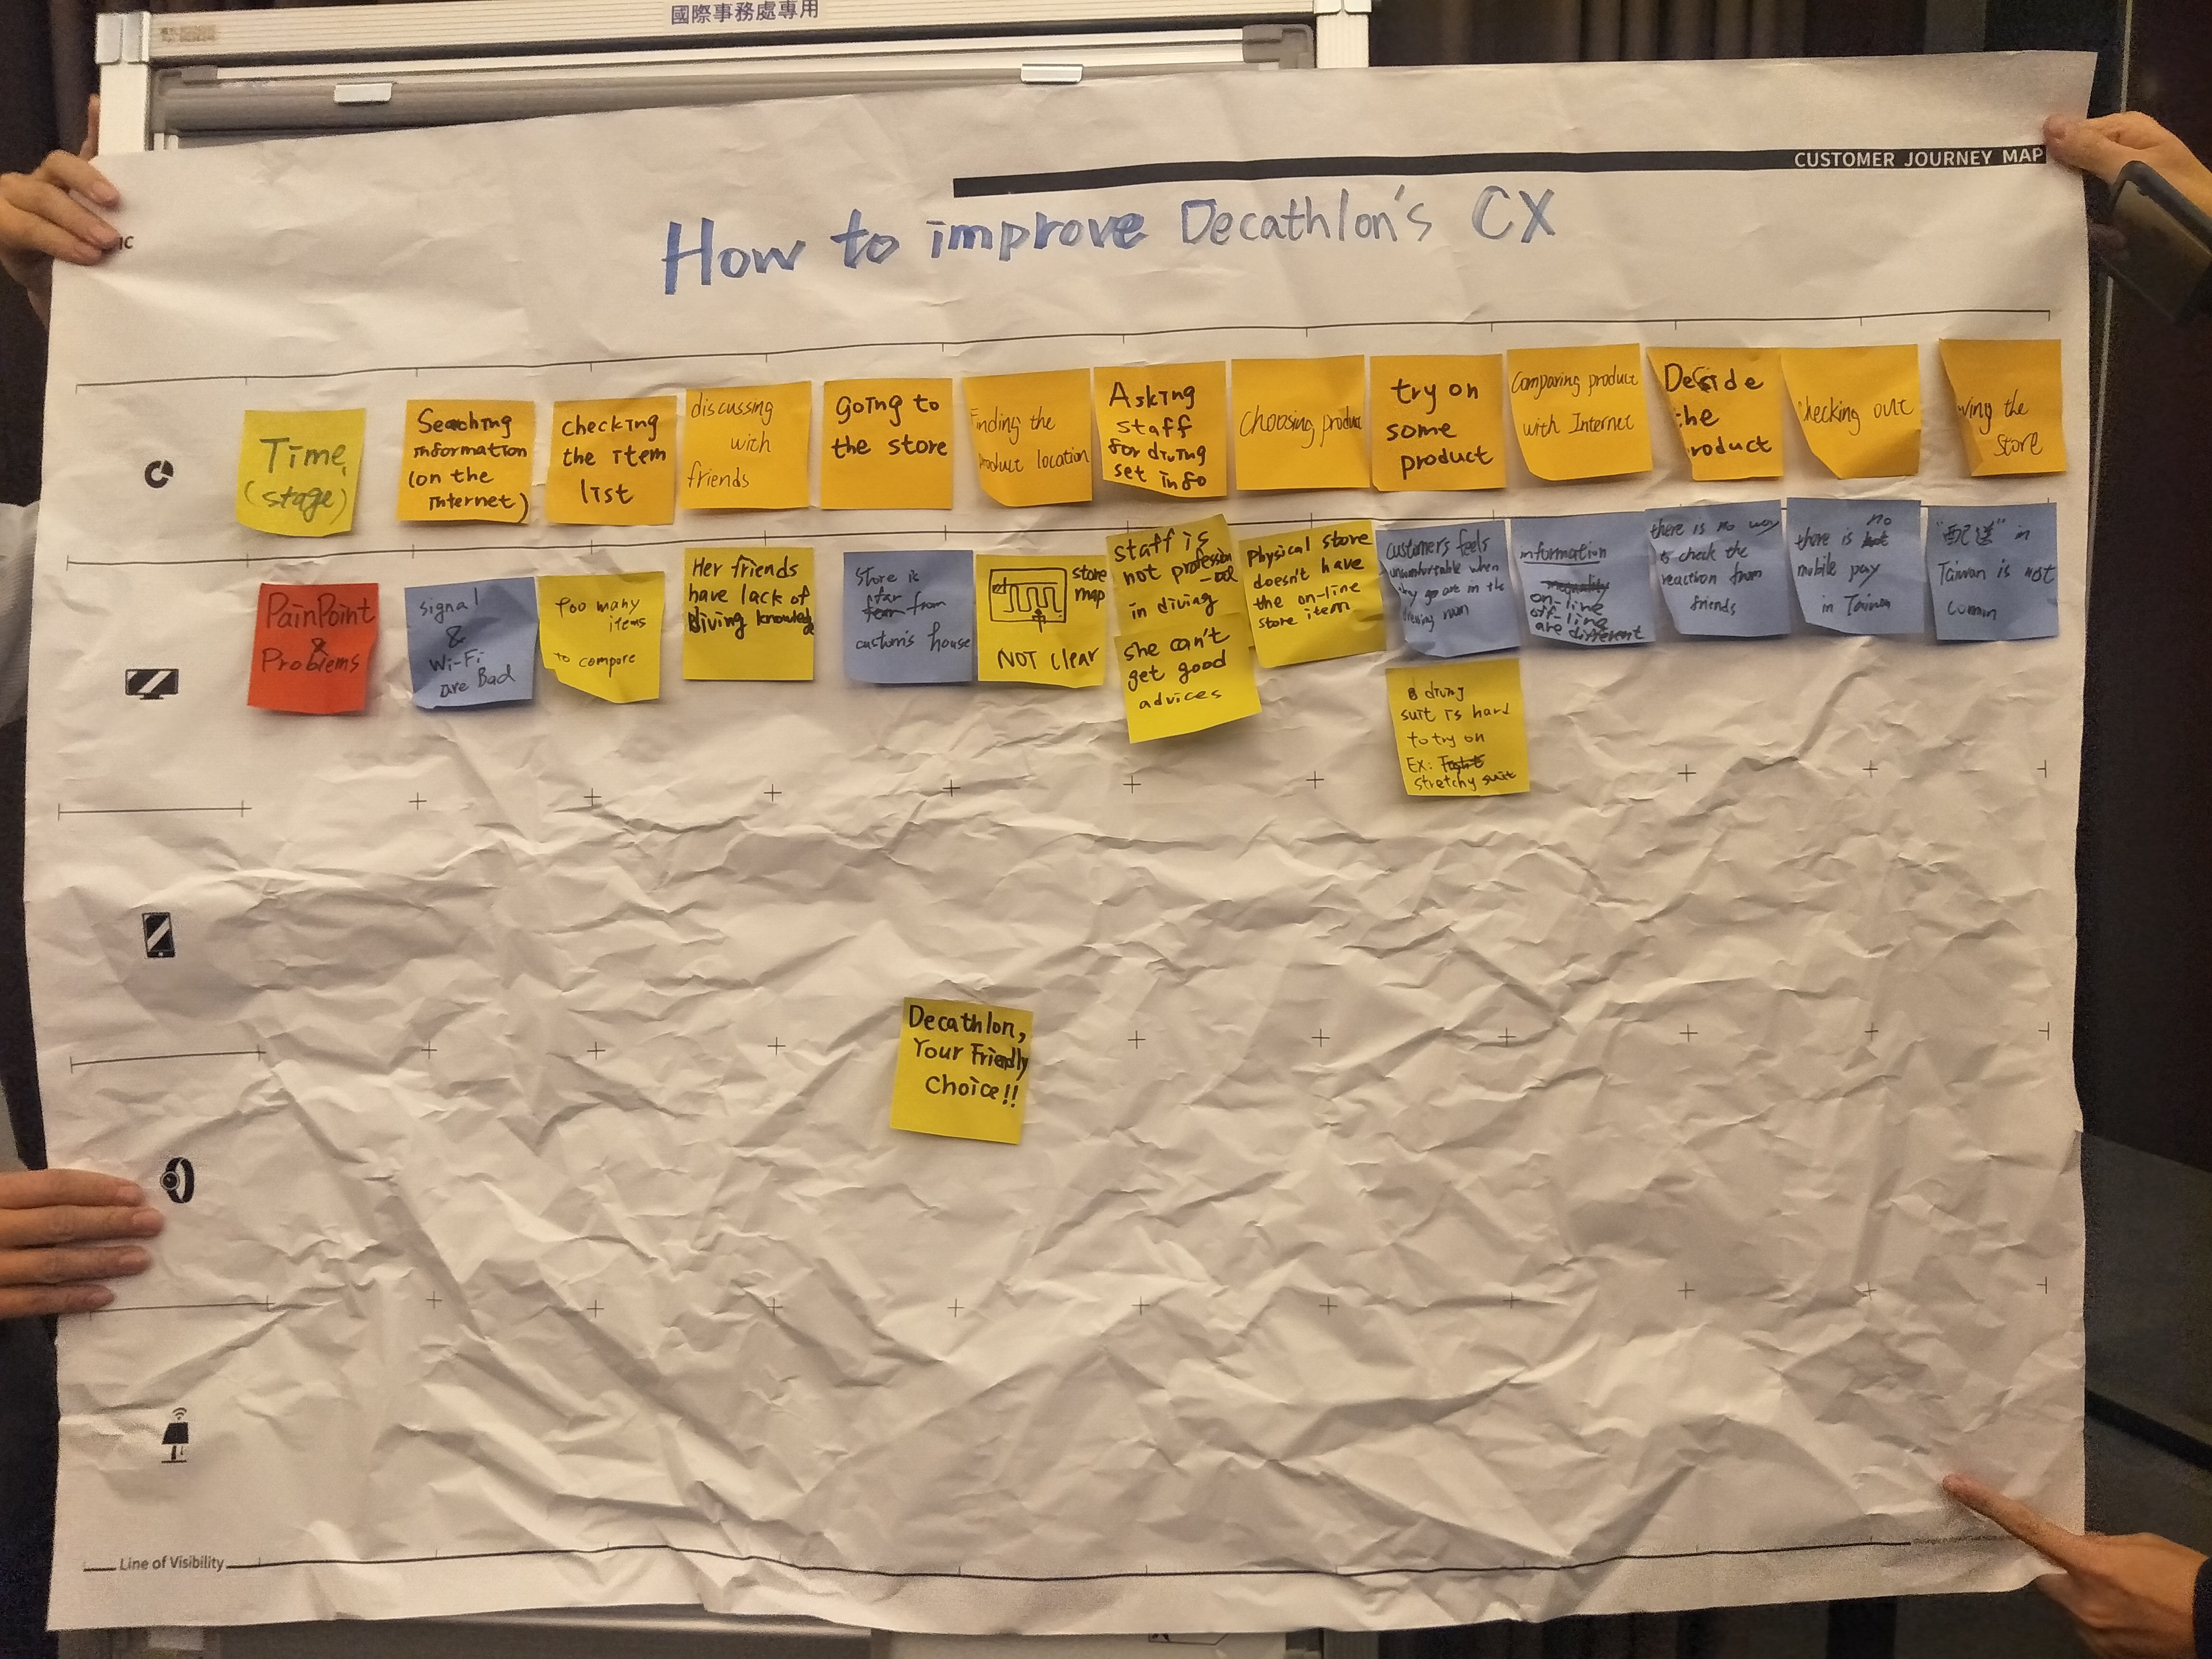 國際事務處專用
CUSTOMER JOURNEY MAP
IC
How to improve Decathlon's CX
Time
(stage)
Seaching
information
(on the
internet)
checking
the item
list
discussing
with
friends
going to
the store
Finding the
product location
Asking
staff
for diving
set info
Choosing product
try on
some
product
Comparing product
with Internet
Decide
the
product
checking out
ving the
store
PainPoint
&
Problems
signal
&
Wi-Fi
are Bad
Too many
items
to compare
Her friends
have lack of
Diving knowledge
Store is
far
from
custom's house
store
map
NOT clear
Staff is
not profession
-al
in diving
she can't
get good
advices
Physical store
doesn't have
the on-line
store item
customers feels
uncomfortable when
they go out in the
information
on-line
off-line
are different
there is no way
to check the
reaction from
friends
there is no
mobile pay
in Taiwan
"配送" in
Taiwan is not
comm
diving
suit is hard
to try on
Ex: Tight
stretchy suit
Decathlon,
Your Friendly
Choice!!
Line of Visibility